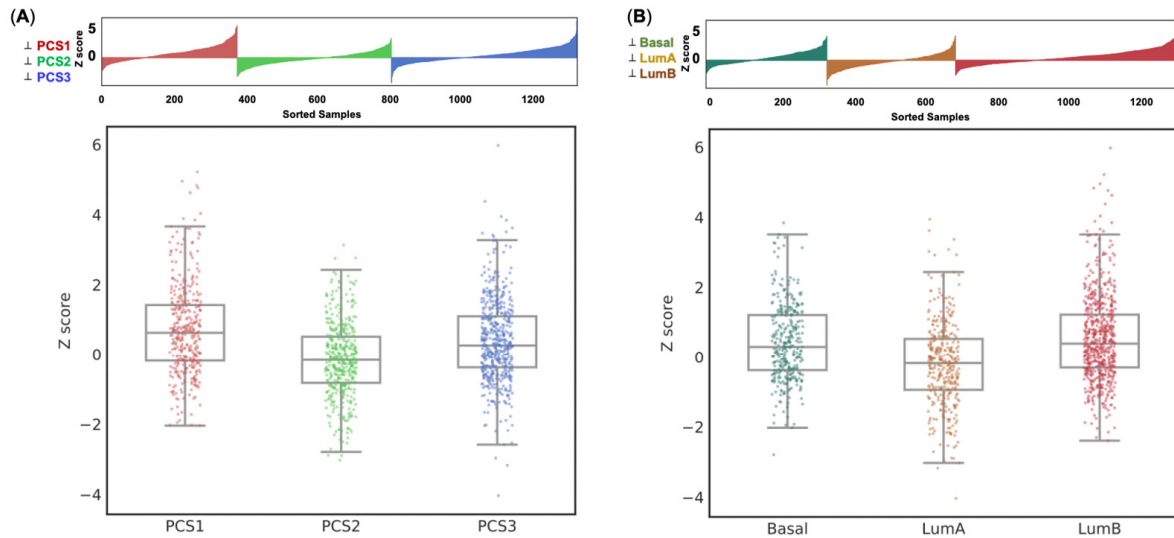 (A)
⊥ PCS1
⊥ PCS2
⊥ PCS3
Z score
5
0
0 200 400 600 800 1000 1200
Sorted Samples
Z score
6
4
2
0
−2
−4
PCS1 PCS2 PCS3
(B)
⊥ Basal
⊥ LumA
⊥ LumB
Z score
5
0
0 200 400 600 800 1000 1200
Sorted Samples
Z score
6
4
2
0
−2
−4
Basal LumA LumB